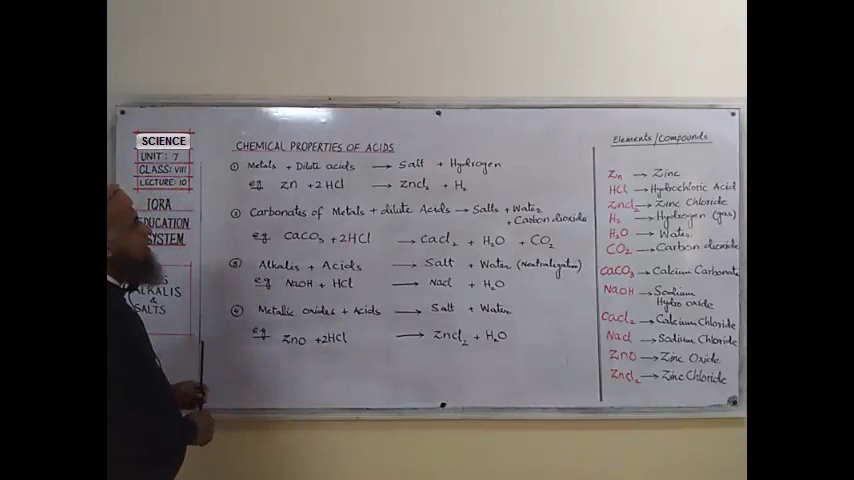 SCIENCE
UNIT: 7
CLASS: VIII
LECTURE: 10
IQRA
EDUCATION
SYSTEM
ALKALIS
&
SALTS
CHEMICAL PROPERTIES OF ACIDS
① Metals + Dilute acids → Salt + Hydrogen
eg Zn + 2HCl → Zncl₂ + H₂
② Carbonates of Metals + dilute Acids → Salts + Water
+ Carbon dioxide
eg CaCO₃ + 2HCl → Cacl₂ + H₂O + CO₂
③ Alkalis + Acids → Salt + Water (Neutralization)
eg NaOH + HCl → Nacl + H₂O
④ Metallic oxides + Acids → Salt + Water
eg ZnO + 2HCl → Zncl₂ + H₂O
Elements/Compounds
Zn → Zinc
HCl → Hydrochloric Acid
Zncl₂ → Zinc Chloride
H₂ → Hydrogen (gas)
H₂O → Water
CO₂ → Carbon dioxide
CaCO₃ → Calcium Carbonate
NaOH → Sodium
Hydroxide
Cacl₂ → Calcium Chloride
Nacl → Sodium Chloride
ZnO → Zinc Oxide
Zncl₂ → Zinc Chloride